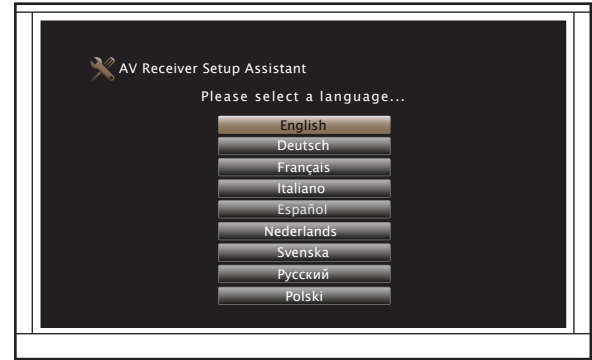 AV Receiver Setup Assistant
Please select a language...
English
Deutsch
Français
Italiano
Español
Nederlands
Svenska
Русский
Polski